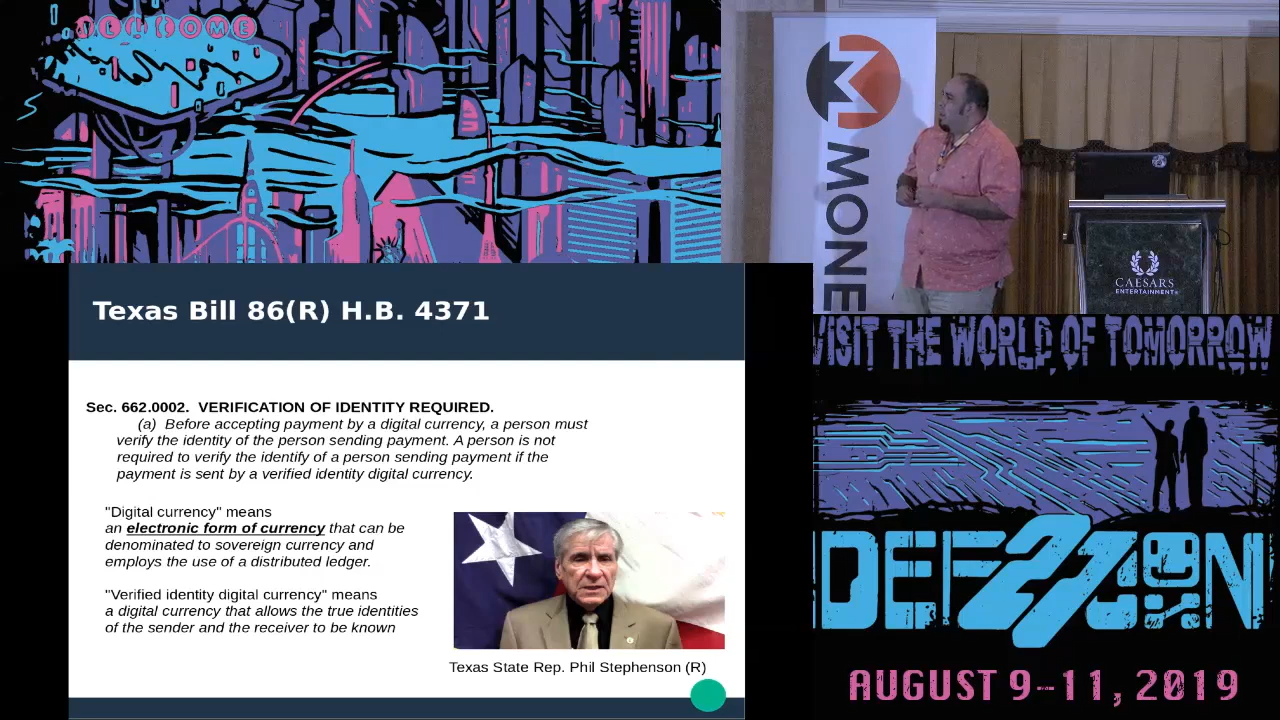 WELCOME
MONE
CAESARS
ENTERTAINMENT
Texas Bill 86(R) H.B. 4371
Sec. 662.0002. VERIFICATION OF IDENTITY REQUIRED.
(a) Before accepting payment by a digital currency, a person must
verify the identity of the person sending payment. A person is not
required to verify the identify of a person sending payment if the
payment is sent by a verified identity digital currency.
"Digital currency" means
an electronic form of currency that can be
denominated to sovereign currency and
employs the use of a distributed ledger.
"Verified identity digital currency" means
a digital currency that allows the true identities
of the sender and the receiver to be known
Texas State Rep. Phil Stephenson (R)
VISIT THE WORLD OF TOMORROW
DEF27CON
AUGUST 9-11, 2019